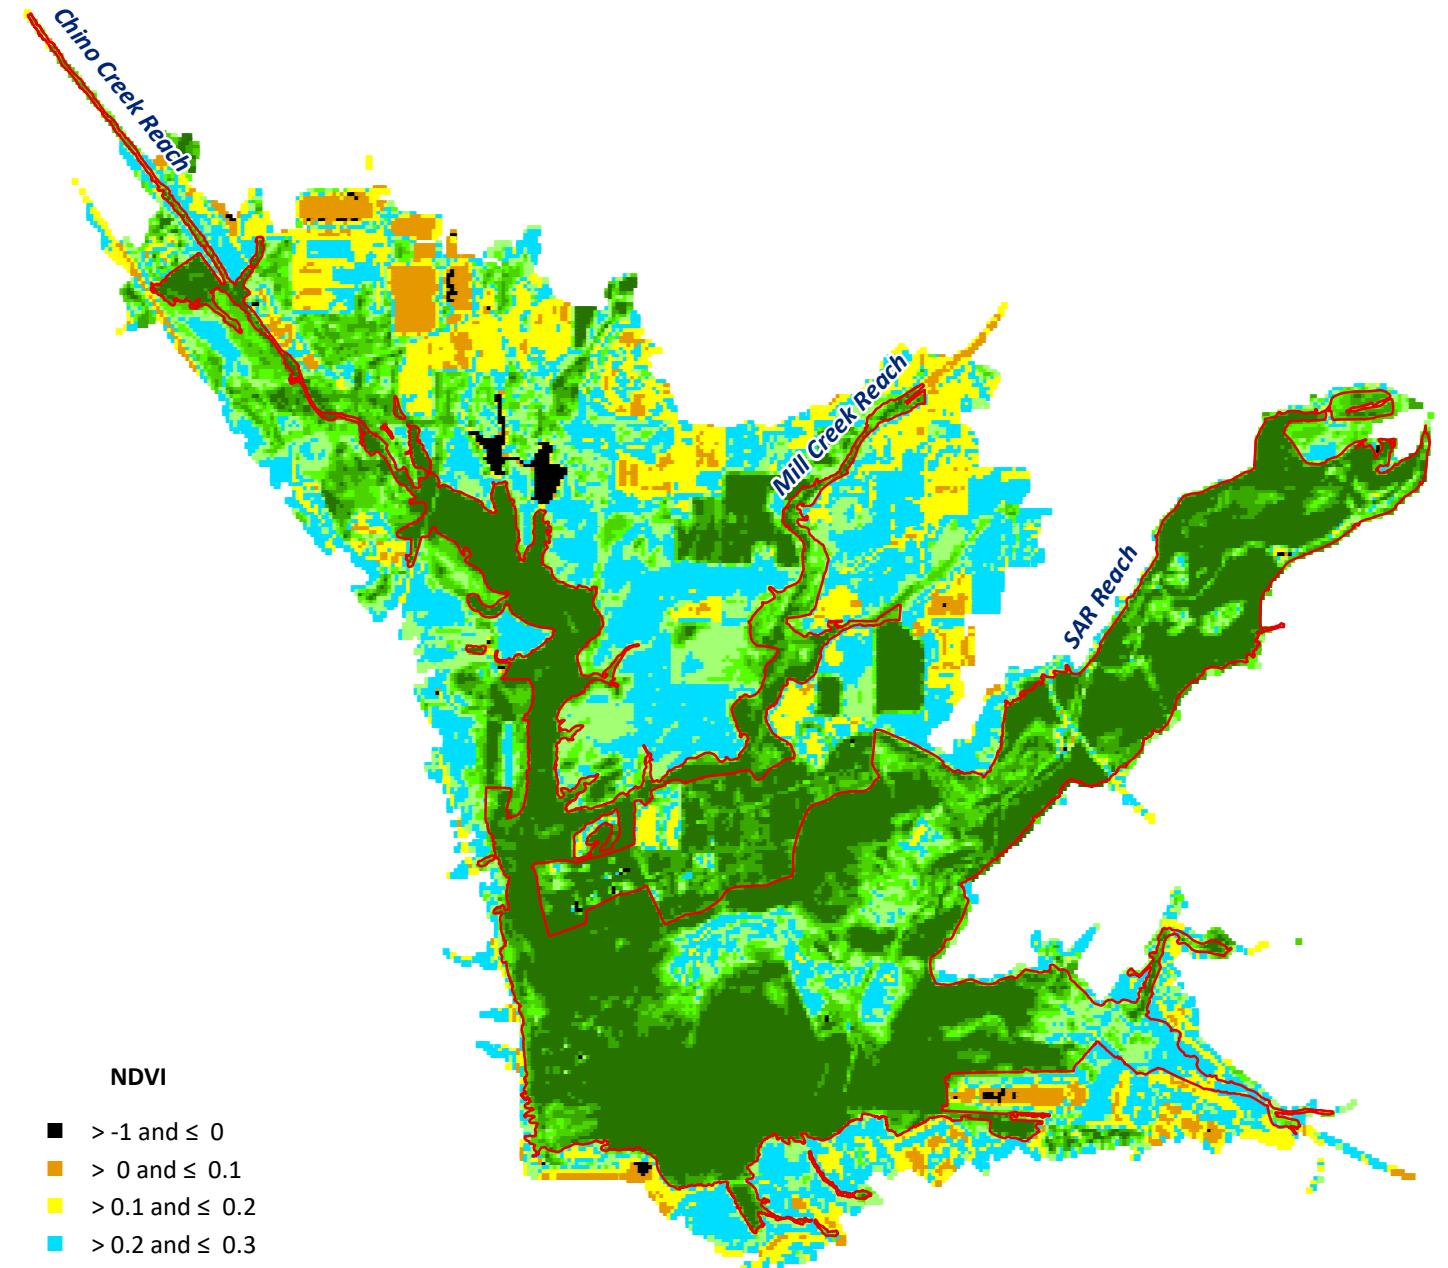 Chino Creek Reach
Mill Creek Reach
SAR Reach
NDVI
> -1 and ≤ 0
> 0 and ≤ 0.1
> 0.1 and ≤ 0.2
> 0.2 and ≤ 0.3